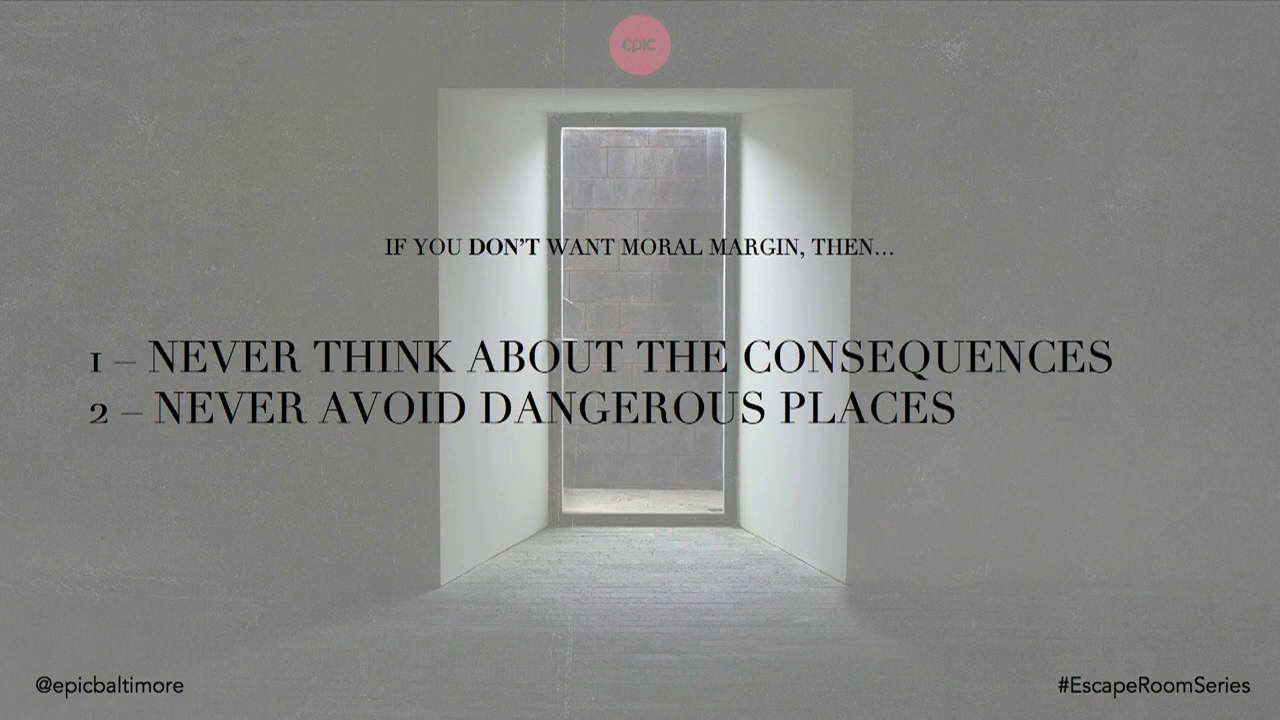 epic
IF YOU DON'T WANT MORAL MARGIN, THEN...
1 – NEVER THINK ABOUT THE CONSEQUENCES
2 – NEVER AVOID DANGEROUS PLACES
@epicbaltimore
#EscapeRoomSeries